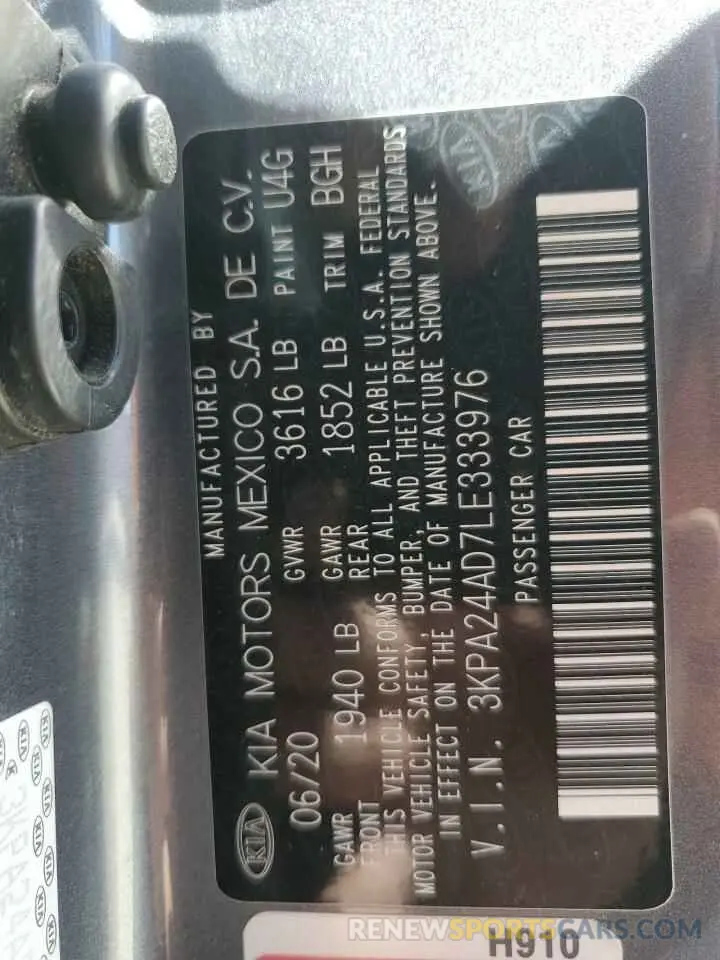 MANUFACTURED BY
KIA KIA MOTORS MEXICO S.A. DE C.V.
06/20 GVWR 3616 LB PAINT U4G
GAWR FRONT 1940 LB GAWR REAR 1852 LB TRIM BGH
THIS VEHICLE CONFORMS TO ALL APPLICABLE U.S.A. FEDERAL
MOTOR VEHICLE SAFETY, BUMPER, AND THEFT PREVENTION STANDARDS
IN EFFECT ON THE DATE OF MANUFACTURE SHOWN ABOVE.
V.I.N. 3KPA24AD7LE333976
PASSENGER CAR
KIA
H910
RENEWSPORTSCARS.COM